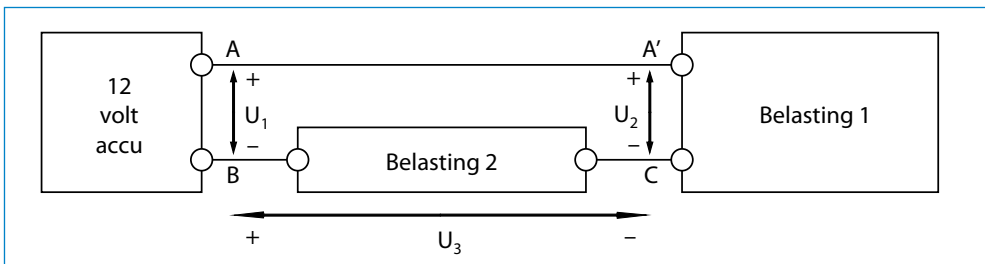 A
A′
12
volt
accu
+
U₁
−
+
U₂
−
Belasting 1
Belasting 2
B
C
+
U₃
−